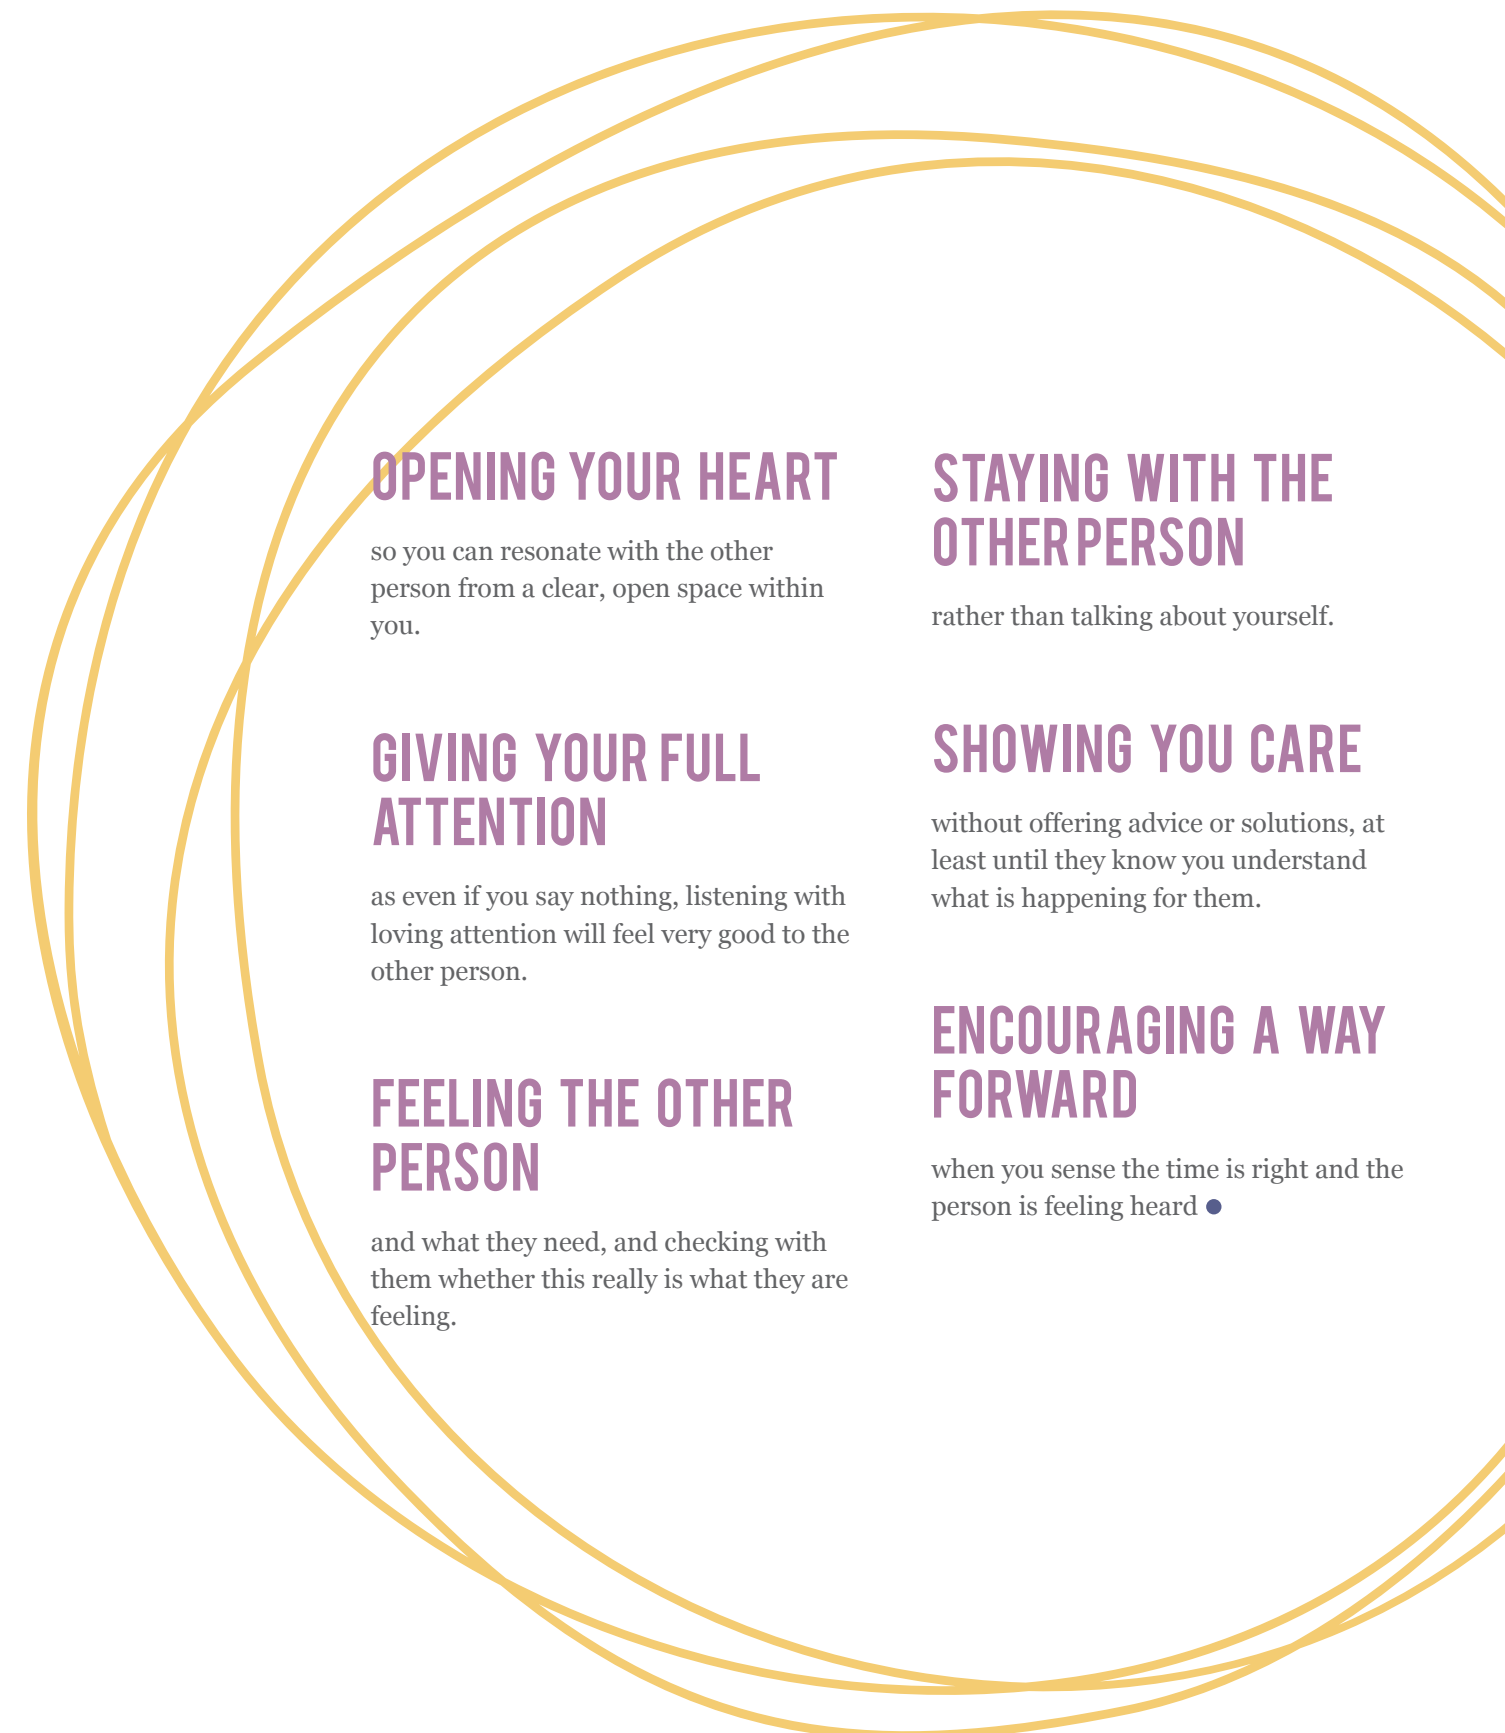 OPENING YOUR HEART
so you can resonate with the other
person from a clear, open space within
you.
GIVING YOUR FULL
ATTENTION
as even if you say nothing, listening with
loving attention will feel very good to the
other person.
FEELING THE OTHER
PERSON
and what they need, and checking with
them whether this really is what they are
feeling.
STAYING WITH THE
OTHER PERSON
rather than talking about yourself.
SHOWING YOU CARE
without offering advice or solutions, at
least until they know you understand
what is happening for them.
ENCOURAGING A WAY
FORWARD
when you sense the time is right and the
person is feeling heard ●